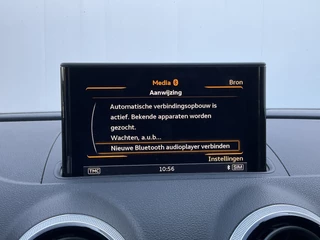 Media
Bron
Aanwijzing
Automatische verbindingsopbouw is
actief. Bekende apparaten worden
gezocht.
Wachten, a.u.b...
Nieuwe Bluetooth audioplayer verbinden
Instellingen
TMC
10:56
SIM